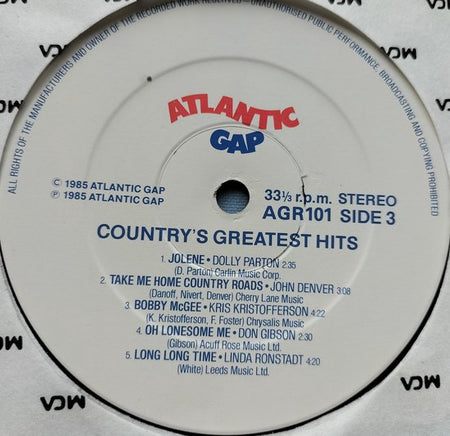 ALL RIGHTS OF THE MANUFACTURERS AND OWNER OF THE RECORDED WORK RESERVED - UNAUTHORISED PUBLIC PERFORMANCE, BROADCASTING AND COPYING PROHIBITED
ATLANTIC
GAP
© 1985 ATLANTIC GAP
℗ 1985 ATLANTIC GAP
33⅓ r.p.m. STEREO
AGR101 SIDE 3
COUNTRY'S GREATEST HITS
1. JOLENE • DOLLY PARTON 2:35
(D. Parton) Carlin Music Corp.
2. TAKE ME HOME COUNTRY ROADS • JOHN DENVER 3:08
(Danoff, Nivert, Denver) Cherry Lane Music
3. BOBBY McGEE • KRIS KRISTOFFERSON 4:22
(K. Kristofferson, F. Foster) Chrysalis Music
4. OH LONESOME ME • DON GIBSON 2:30
(Gibson) Acuff Rose Music Ltd.
5. LONG LONG TIME • LINDA RONSTADT 4:20
(White) Leeds Music Ltd.
MCA
MCA
MCA
MCA
MCA